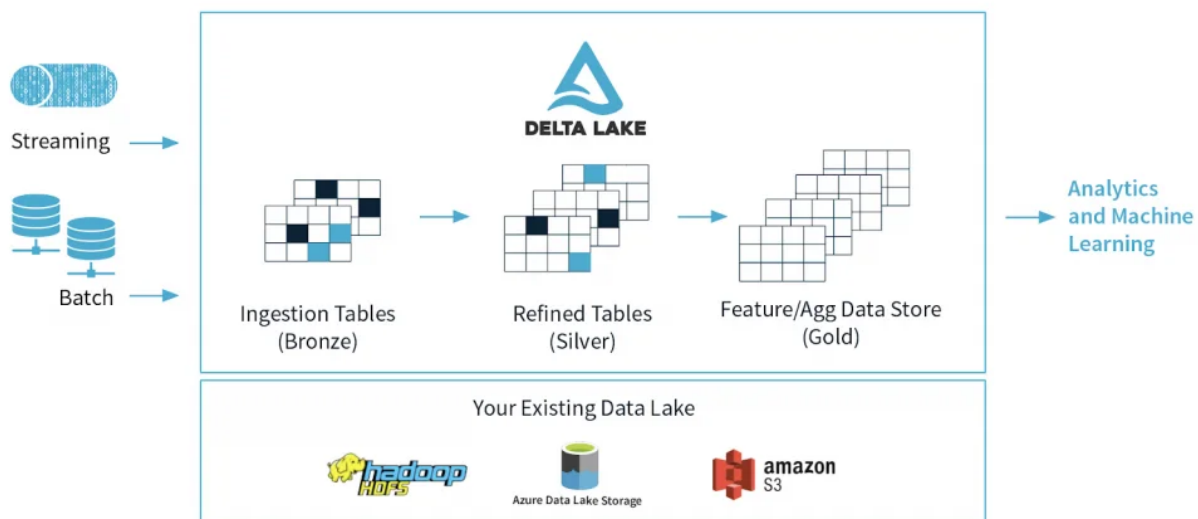 DELTA LAKE
Streaming
Batch
Ingestion Tables
(Bronze)
Refined Tables
(Silver)
Feature/Agg Data Store
(Gold)
Analytics
and Machine
Learning
Your Existing Data Lake
hadoop
HDFS
Azure Data Lake Storage
amazon
S3